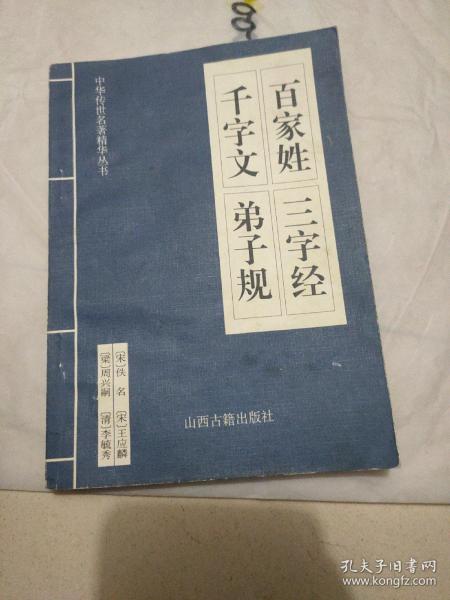 中华传世名著精华丛书
百家姓
三字经
千字文
弟子规
〔宋〕佚名 〔宋〕王应麟
〔梁〕周兴嗣 〔清〕李毓秀
山西古籍出版社
孔夫子旧书网
www.kongfz.com